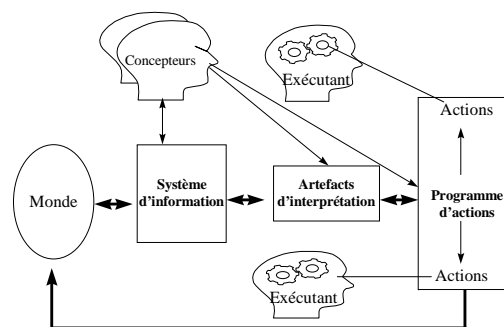 Concepteurs
Exécutant
Actions
Monde
Système
d'information
Artefacts
d'interprétation
Programme
d'actions
Actions
Exécutant